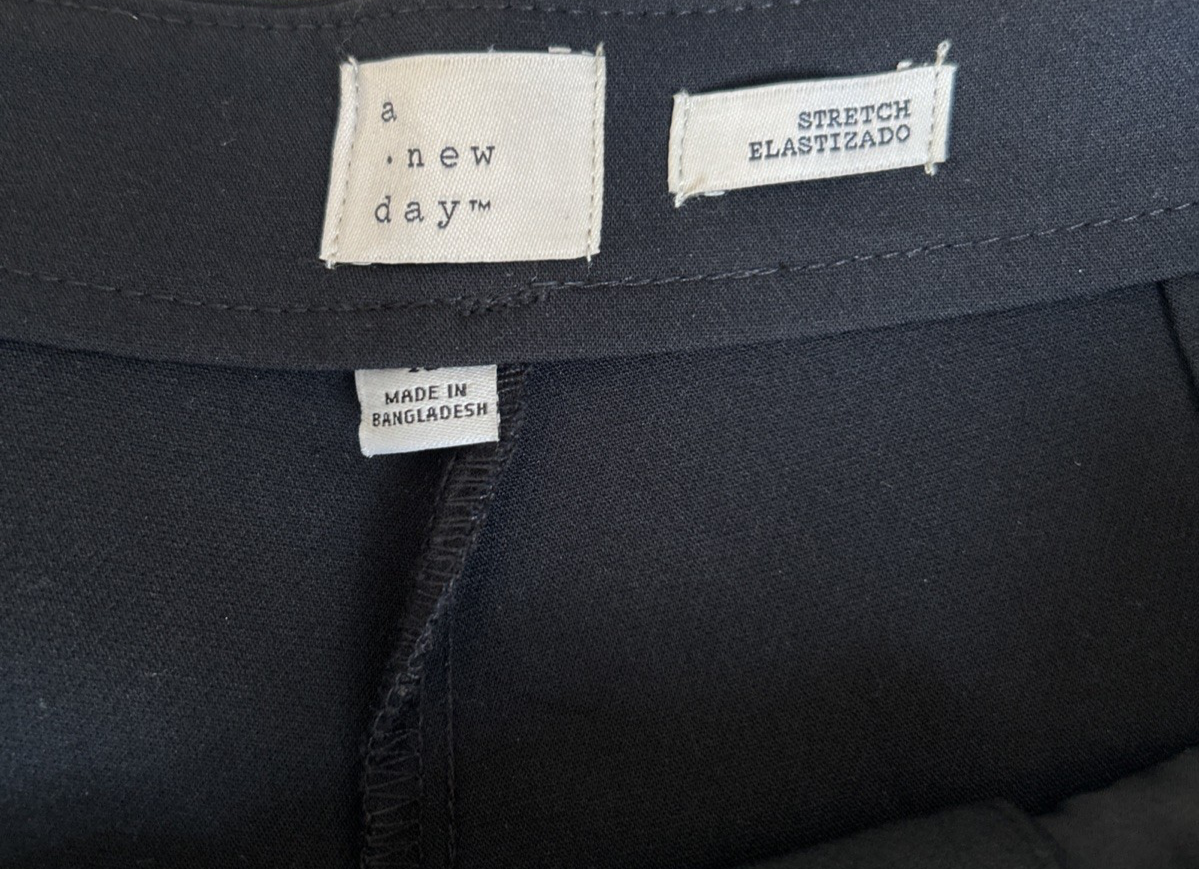 a
·new
day™
STRETCH
ELASTIZADO
MADE IN
BANGLADESH